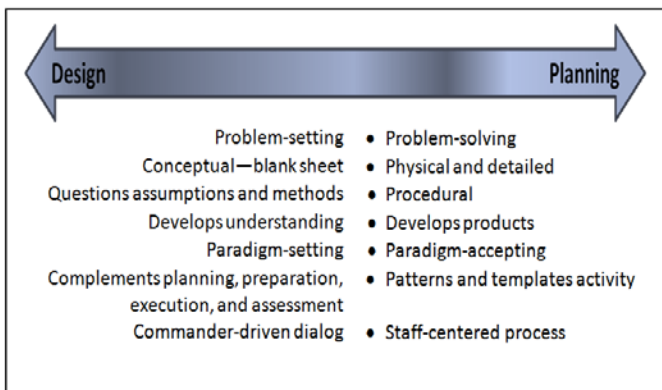 Design Planning
Problem-setting • Problem-solving
Conceptual—blank sheet • Physical and detailed
Questions assumptions and methods • Procedural
Develops understanding • Develops products
Paradigm-setting • Paradigm-accepting
Complements planning, preparation, • Patterns and templates activity
execution, and assessment
Commander-driven dialog • Staff-centered process